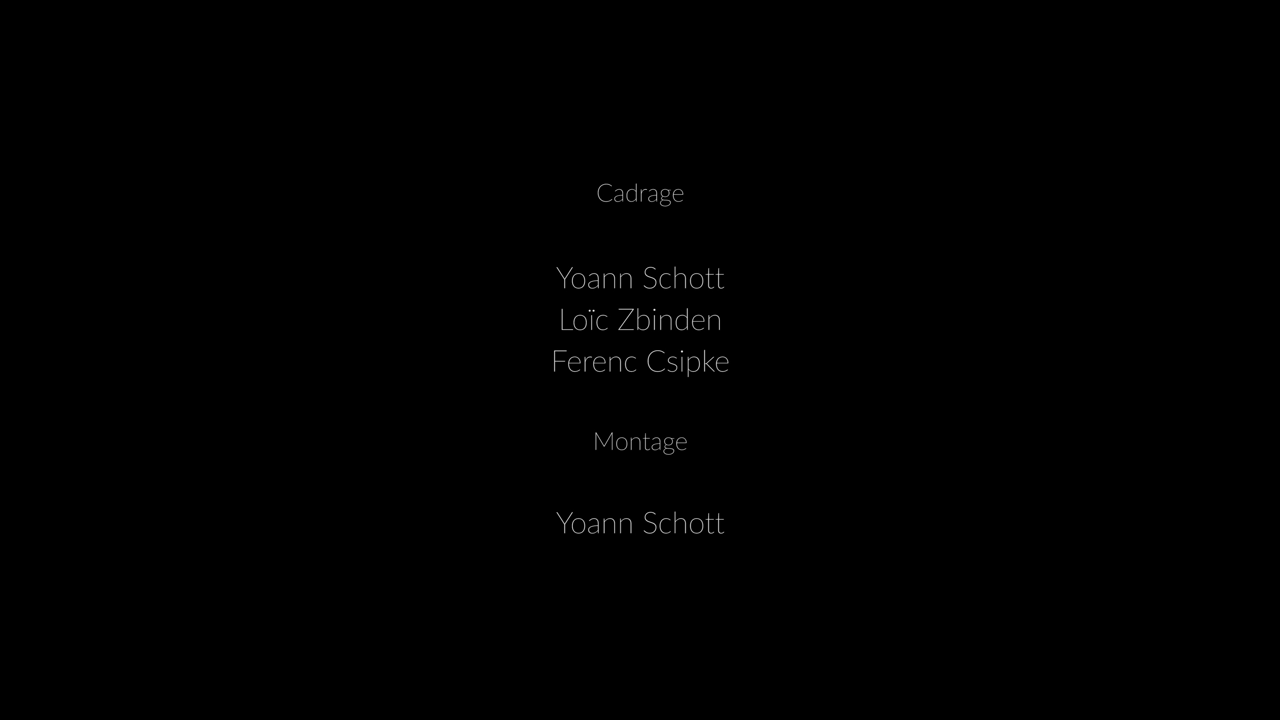 Cadrage
Yoann Schott
Loïc Zbinden
Ferenc Csipke
Montage
Yoann Schott